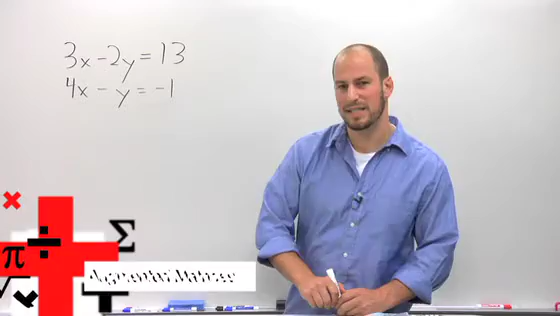 3x - 2y = 13
4x - y = -1
Σ
π ÷
Augmented Matrices